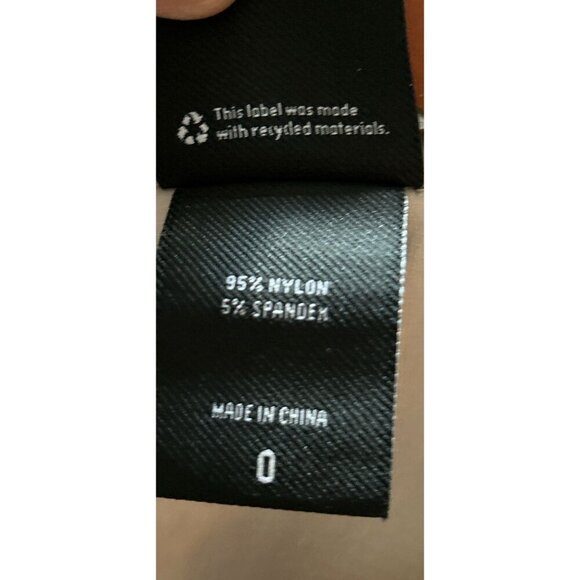 This label was made
with recycled materials.
95% NYLON
5% SPANDEX
MADE IN CHINA
0